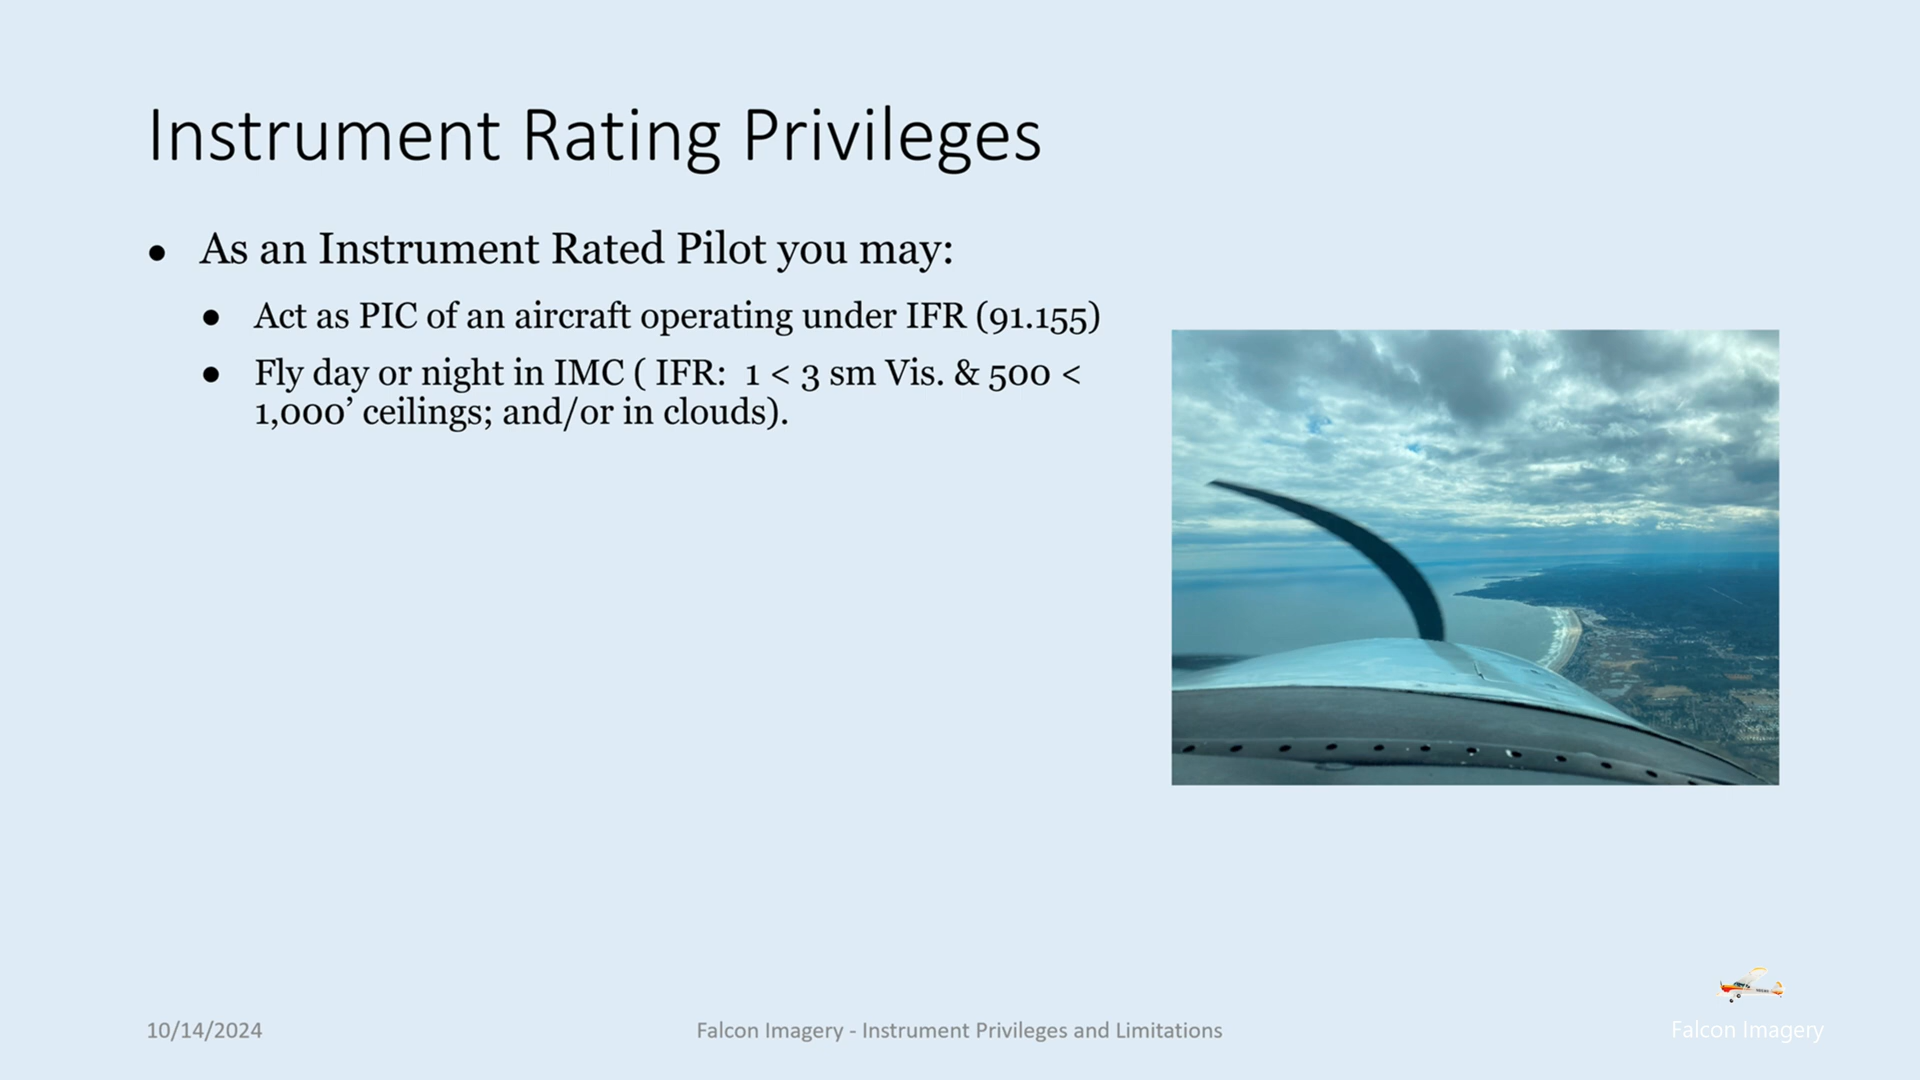 Instrument Rating Privileges
● As an Instrument Rated Pilot you may:
● Act as PIC of an aircraft operating under IFR (91.155)
● Fly day or night in IMC ( IFR:  1 < 3 sm Vis. & 500 <
1,000’ ceilings; and/or in clouds).
10/14/2024
Falcon Imagery - Instrument Privileges and Limitations
Falcon Imagery